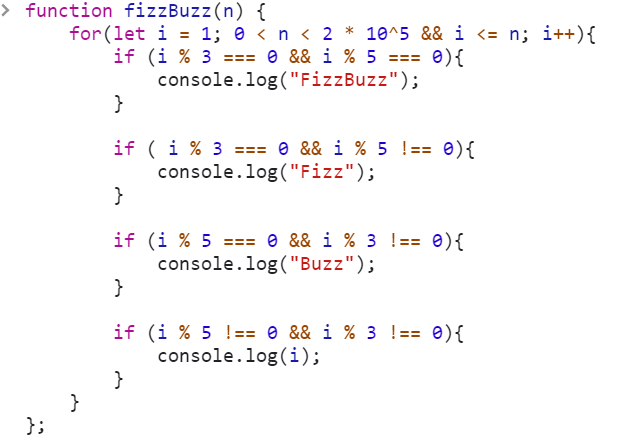 > function fizzBuzz(n) {
    for(let i = 1; 0 < n < 2 * 10^5 && i <= n; i++){
        if (i % 3 === 0 && i % 5 === 0){
            console.log("FizzBuzz");
        }

        if ( i % 3 === 0 && i % 5 !== 0){
            console.log("Fizz");
        }

        if (i % 5 === 0 && i % 3 !== 0){
            console.log("Buzz");
        }

        if (i % 5 !== 0 && i % 3 !== 0){
            console.log(i);
        }
    }
};